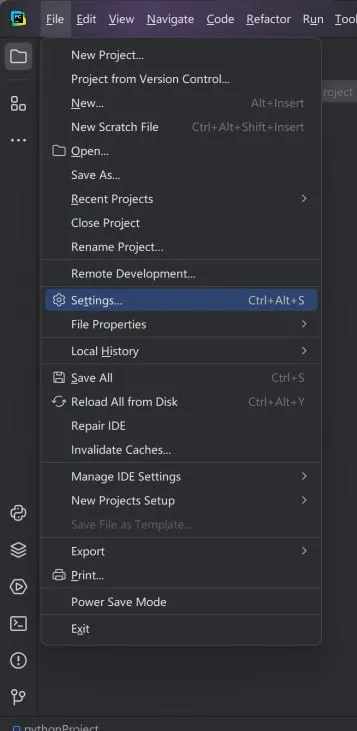 PC
File Edit View Navigate Code Refactor Run
New Project...
Project from Version Control...
New... Alt+Insert
roject
New Scratch File Ctrl+Alt+Shift+Insert
Open...
Save As...
Recent Projects
Close Project
Rename Project...
Remote Development...
Settings... Ctrl+Alt+S
File Properties
Local History
Save All Ctrl+S
Reload All from Disk Ctrl+Alt+Y
Repair IDE
Invalidate Caches...
Manage IDE Settings
New Projects Setup
Save File as Template...
Export
Print...
Power Save Mode
Exit
pythonProject